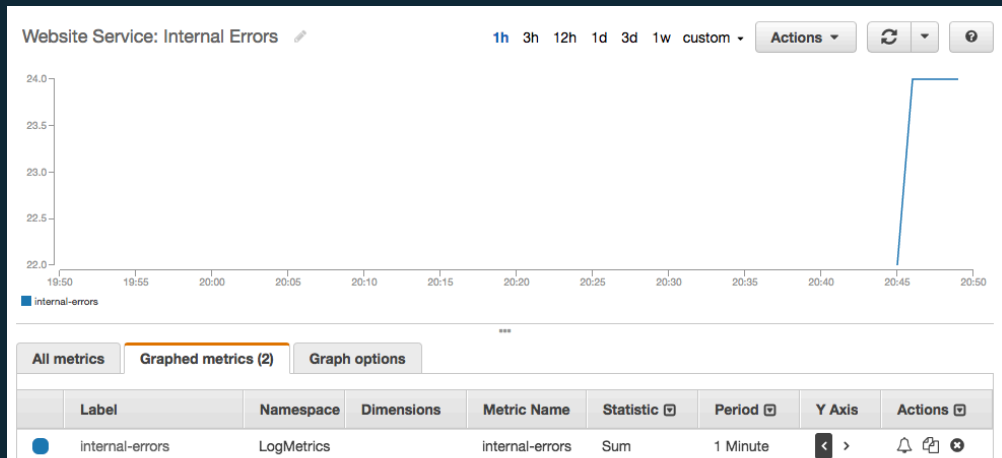 Website Service: Internal Errors
1h 3h 12h 1d 3d 1w custom Actions
24.0
23.5
23.0
22.5
22.0
19:50 19:55 20:00 20:05 20:10 20:15 20:20 20:25 20:30 20:35 20:40 20:45 20:50
internal-errors
All metrics Graphed metrics (2) Graph options
Label Namespace Dimensions Metric Name Statistic Period Y Axis Actions
internal-errors LogMetrics internal-errors Sum 1 Minute < >